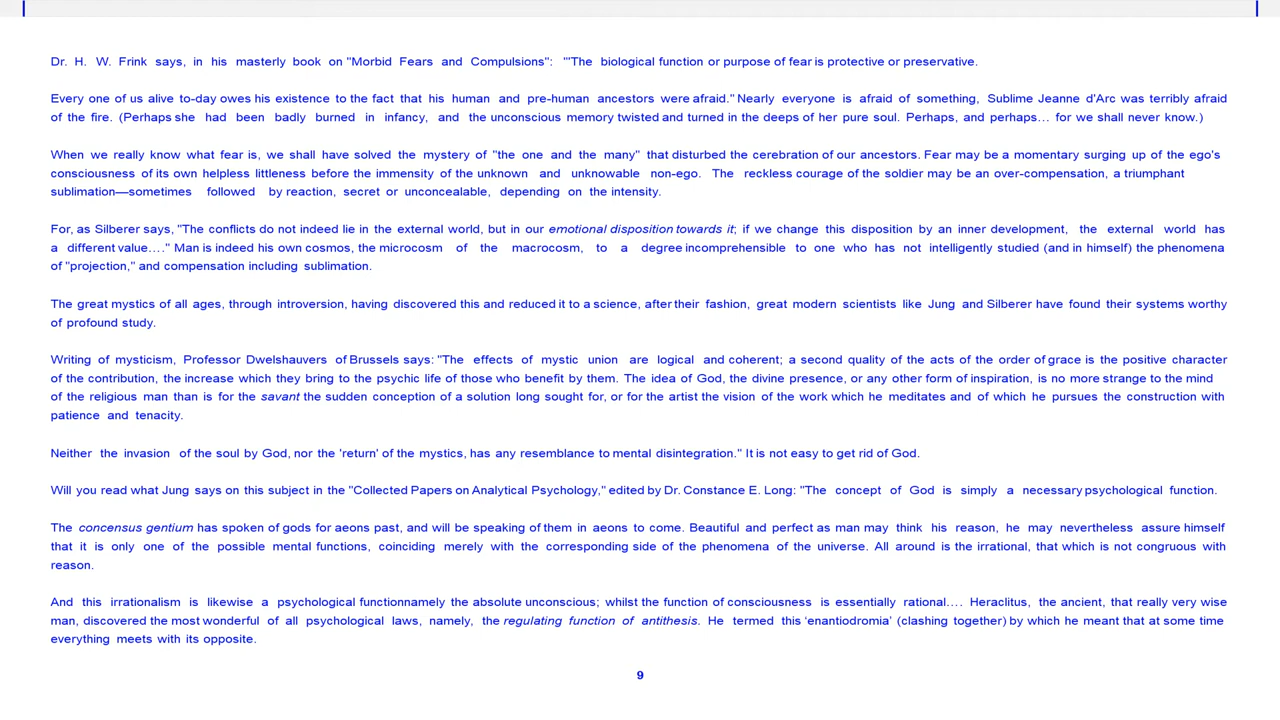 Dr. H. W. Frink says, in his masterly book on "Morbid Fears and Compulsions": "'The biological function or purpose of fear is protective or preservative.
Every one of us alive to-day owes his existence to the fact that his human and pre-human ancestors were afraid." Nearly everyone is afraid of something, Sublime Jeanne d'Arc was terribly afraid
of the fire. (Perhaps she had been badly burned in infancy, and the unconscious memory twisted and turned in the deeps of her pure soul. Perhaps, and perhaps… for we shall never know.)
When we really know what fear is, we shall have solved the mystery of "the one and the many" that disturbed the cerebration of our ancestors. Fear may be a momentary surging up of the ego's
consciousness of its own helpless littleness before the immensity of the unknown and unknowable non-ego. The reckless courage of the soldier may be an over-compensation, a triumphant
sublimation—sometimes followed by reaction, secret or unconcealable, depending on the intensity.
For, as Silberer says, "The conflicts do not indeed lie in the external world, but in our emotional disposition towards it; if we change this disposition by an inner development, the external world has
a different value…." Man is indeed his own cosmos, the microcosm of the macrocosm, to a degree incomprehensible to one who has not intelligently studied (and in himself) the phenomena
of "projection," and compensation including sublimation.
The great mystics of all ages, through introversion, having discovered this and reduced it to a science, after their fashion, great modern scientists like Jung and Silberer have found their systems worthy
of profound study.
Writing of mysticism, Professor Dwelshauvers of Brussels says: "The effects of mystic union are logical and coherent; a second quality of the acts of the order of grace is the positive character
of the contribution, the increase which they bring to the psychic life of those who benefit by them. The idea of God, the divine presence, or any other form of inspiration, is no more strange to the mind
of the religious man than is for the savant the sudden conception of a solution long sought for, or for the artist the vision of the work which he meditates and of which he pursues the construction with
patience and tenacity.
Neither the invasion of the soul by God, nor the 'return' of the mystics, has any resemblance to mental disintegration." It is not easy to get rid of God.
Will you read what Jung says on this subject in the "Collected Papers on Analytical Psychology," edited by Dr. Constance E. Long: "The concept of God is simply a necessary psychological function.
The concensus gentium has spoken of gods for aeons past, and will be speaking of them in aeons to come. Beautiful and perfect as man may think his reason, he may nevertheless assure himself
that it is only one of the possible mental functions, coinciding merely with the corresponding side of the phenomena of the universe. All around is the irrational, that which is not congruous with
reason.
And this irrationalism is likewise a psychological functionnamely the absolute unconscious; whilst the function of consciousness is essentially rational…. Heraclitus, the ancient, that really very wise
man, discovered the most wonderful of all psychological laws, namely, the regulating function of antithesis. He termed this 'enantiodromia' (clashing together) by which he meant that at some time
everything meets with its opposite.
9